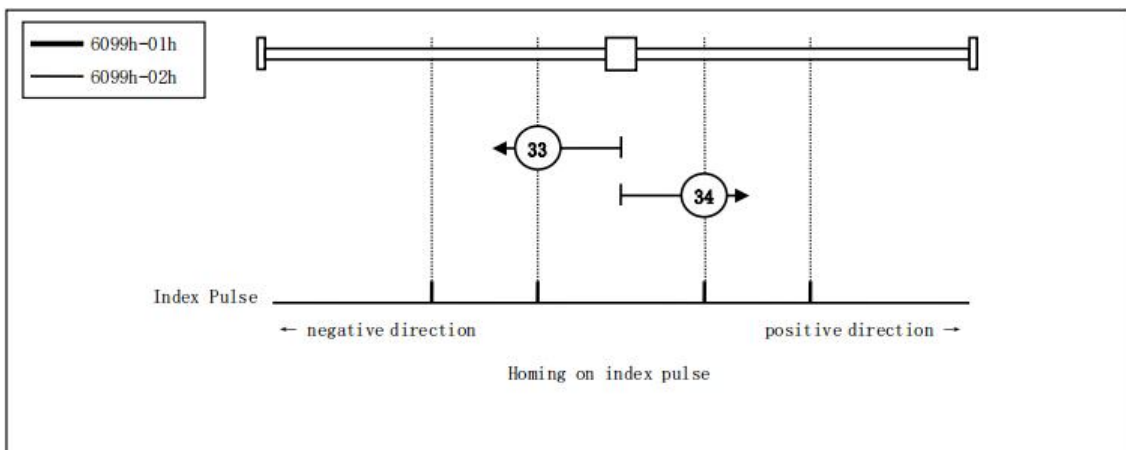 6099h-01h
6099h-02h
33
34
Index Pulse
← negative direction
positive direction →
Homing on index pulse